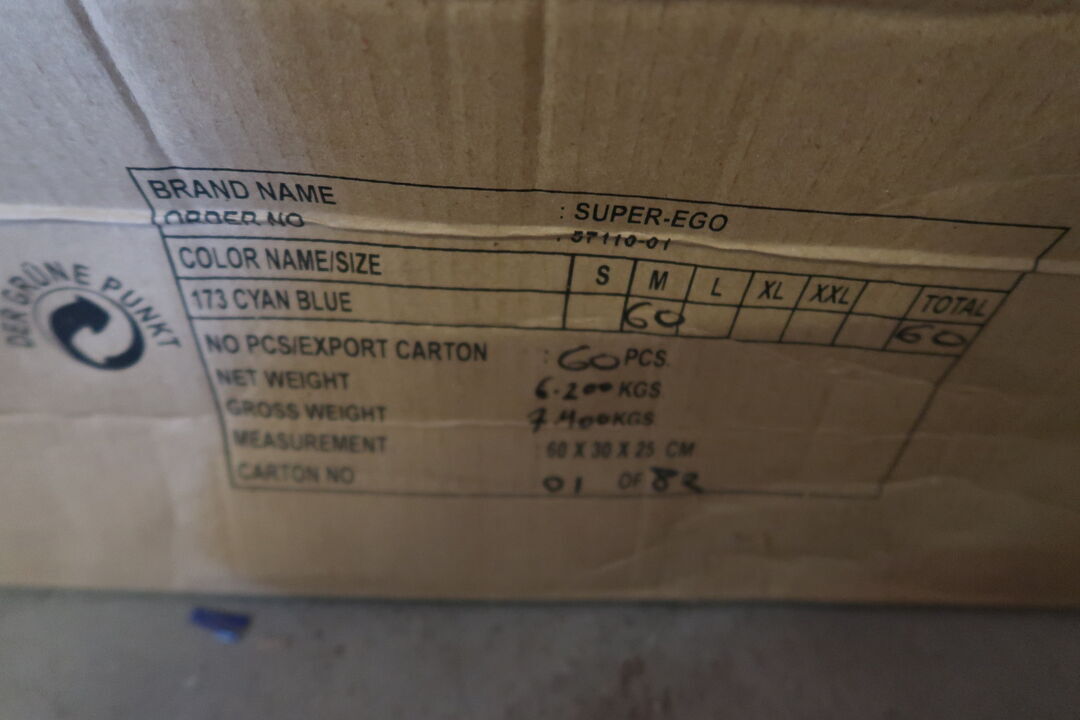 DER GRÜNE PUNKT
BRAND NAME : SUPER-EGO
ORDER NO : 57110-01
COLOR NAME/SIZE S M L XL XXL TOTAL
173 CYAN BLUE 60 60
NO PCS/EXPORT CARTON : 60 PCS.
NET WEIGHT 6.200 KGS
GROSS WEIGHT 7.400 KGS
MEASUREMENT : 60 X 30 X 25 CM
CARTON NO 01 OF 82